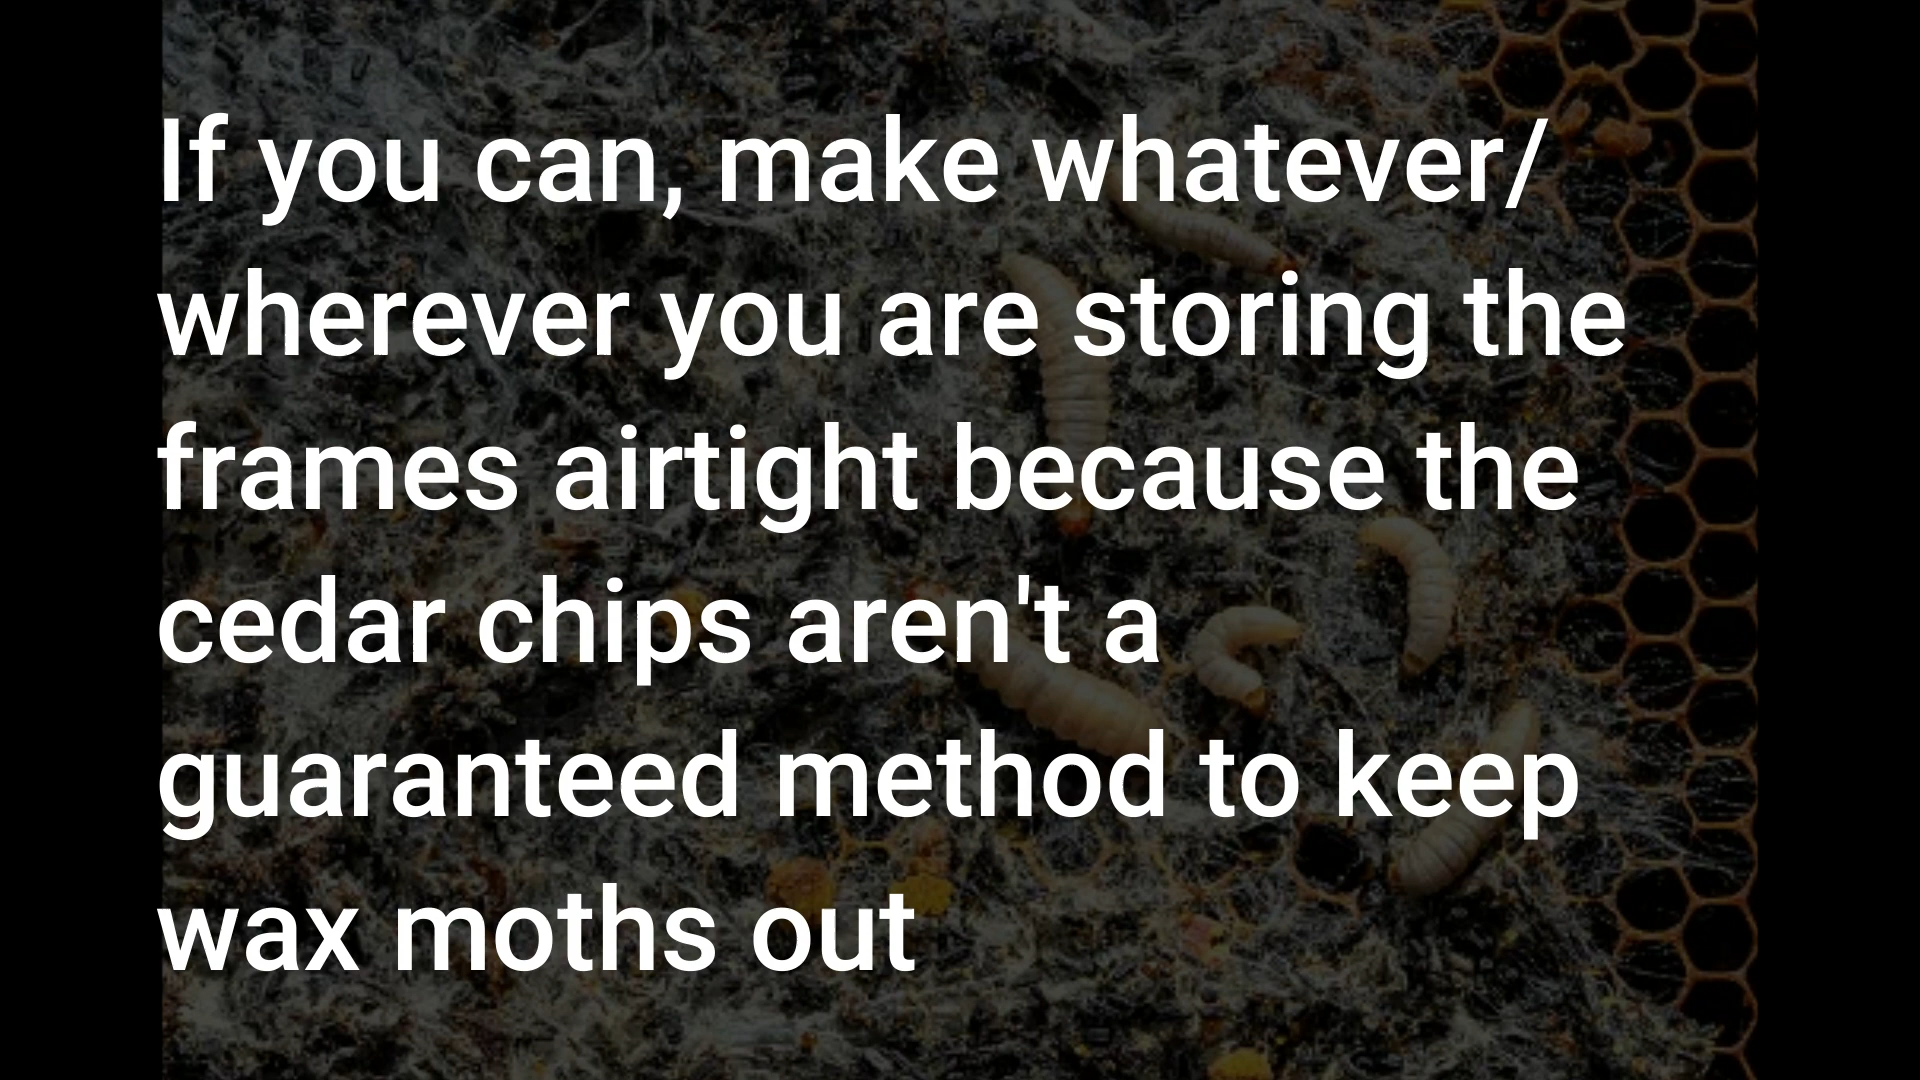 If you can, make whatever/
wherever you are storing the
frames airtight because the
cedar chips aren't a
guaranteed method to keep
wax moths out